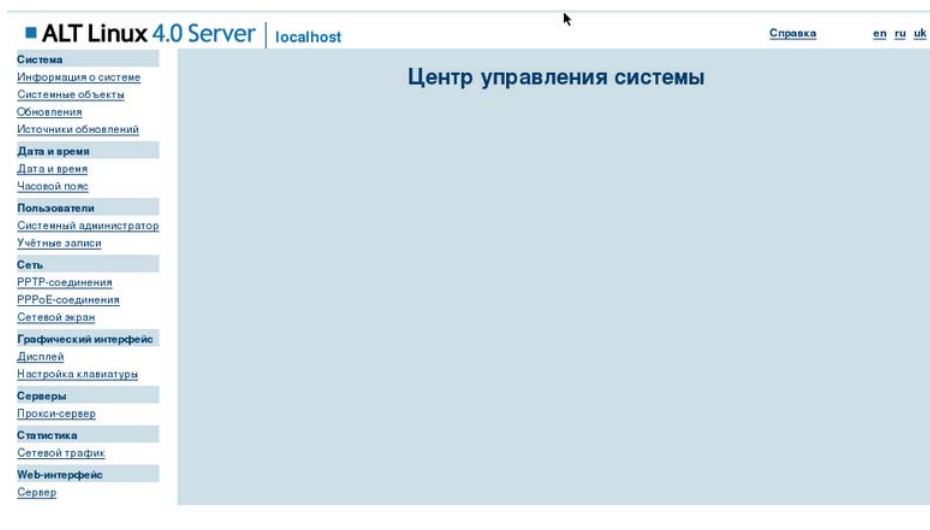 ALT Linux 4.0 Server localhost Справка en ru uk
Система
Информация о системе
Системные объекты
Обновления
Источники обновлений
Дата и время
Дата и время
Часовой пояс
Пользователи
Системный администратор
Учётные записи
Сеть
PPTP-соединения
PPPoE-соединения
Сетевой экран
Графический интерфейс
Дисплей
Настройка клавиатуры
Серверы
Прокси-сервер
Статистика
Сетевой трафик
Web-интерфейс
Сервер
Центр управления системы